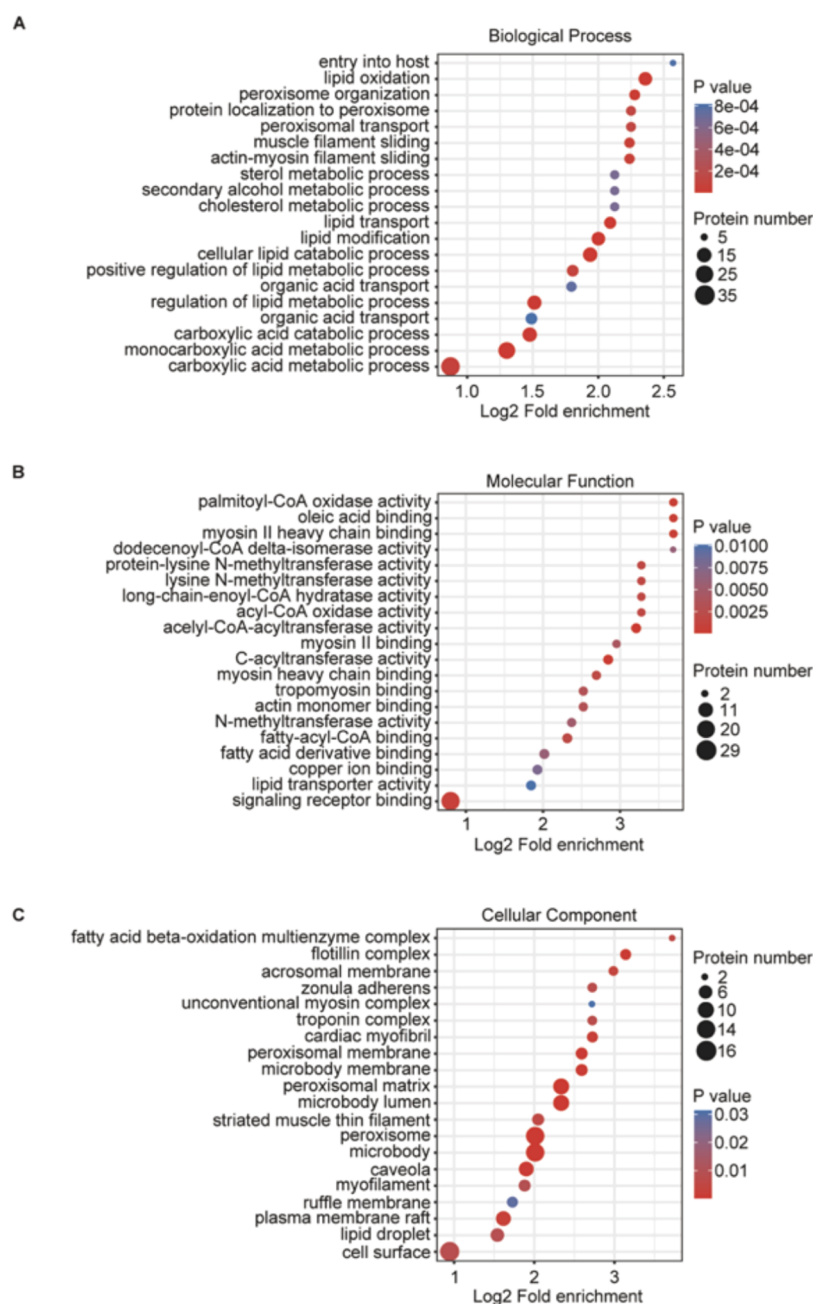 A
Biological Process
entry into host
lipid oxidation
peroxisome organization
protein localization to peroxisome
peroxisomal transport
muscle filament sliding
actin-myosin filament sliding
sterol metabolic process
secondary alcohol metabolic process
cholesterol metabolic process
lipid transport
lipid modification
cellular lipid catabolic process
positive regulation of lipid metabolic process
organic acid transport
regulation of lipid metabolic process
organic acid transport
carboxylic acid catabolic process
monocarboxylic acid metabolic process
carboxylic acid metabolic process
1.0 1.5 2.0 2.5
Log2 Fold enrichment
P value
8e-04
6e-04
4e-04
2e-04
Protein number
5
15
25
35
B
Molecular Function
palmitoyl-CoA oxidase activity
oleic acid binding
myosin II heavy chain binding
dodecenoyl-CoA delta-isomerase activity
protein-lysine N-methyltransferase activity
lysine N-methyltransferase activity
long-chain-enoyl-CoA hydratase activity
acyl-CoA oxidase activity
acelyl-CoA-acyltransferase activity
myosin II binding
C-acyltransferase activity
myosin heavy chain binding
tropomyosin binding
actin monomer binding
N-methyltransferase activity
fatty-acyl-CoA binding
fatty acid derivative binding
copper ion binding
lipid transporter activity
signaling receptor binding
1 2 3
Log2 Fold enrichment
P value
0.0100
0.0075
0.0050
0.0025
Protein number
2
11
20
29
C
Cellular Component
fatty acid beta-oxidation multienzyme complex
flotillin complex
acrosomal membrane
zonula adherens
unconventional myosin complex
troponin complex
cardiac myofibril
peroxisomal membrane
microbody membrane
peroxisomal matrix
microbody lumen
striated muscle thin filament
peroxisome
microbody
caveola
myofilament
ruffle membrane
plasma membrane raft
lipid droplet
cell surface
1 2 3
Log2 Fold enrichment
Protein number
2
6
10
14
16
P value
0.03
0.02
0.01